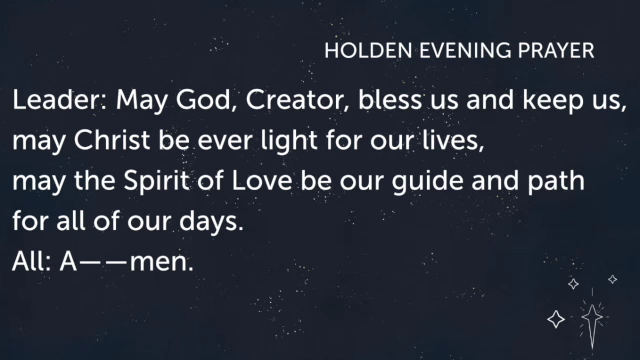 HOLDEN EVENING PRAYER
Leader: May God, Creator, bless us and keep us,
may Christ be ever light for our lives,
may the Spirit of Love be our guide and path
for all of our days.
All: A——men.